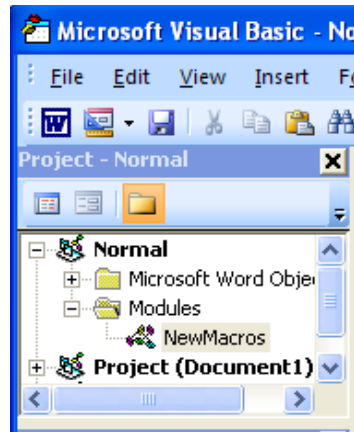 Microsoft Visual Basic - No
File Edit View Insert F
Project - Normal
Normal
Microsoft Word Obje
Modules
NewMacros
Project (Document1)